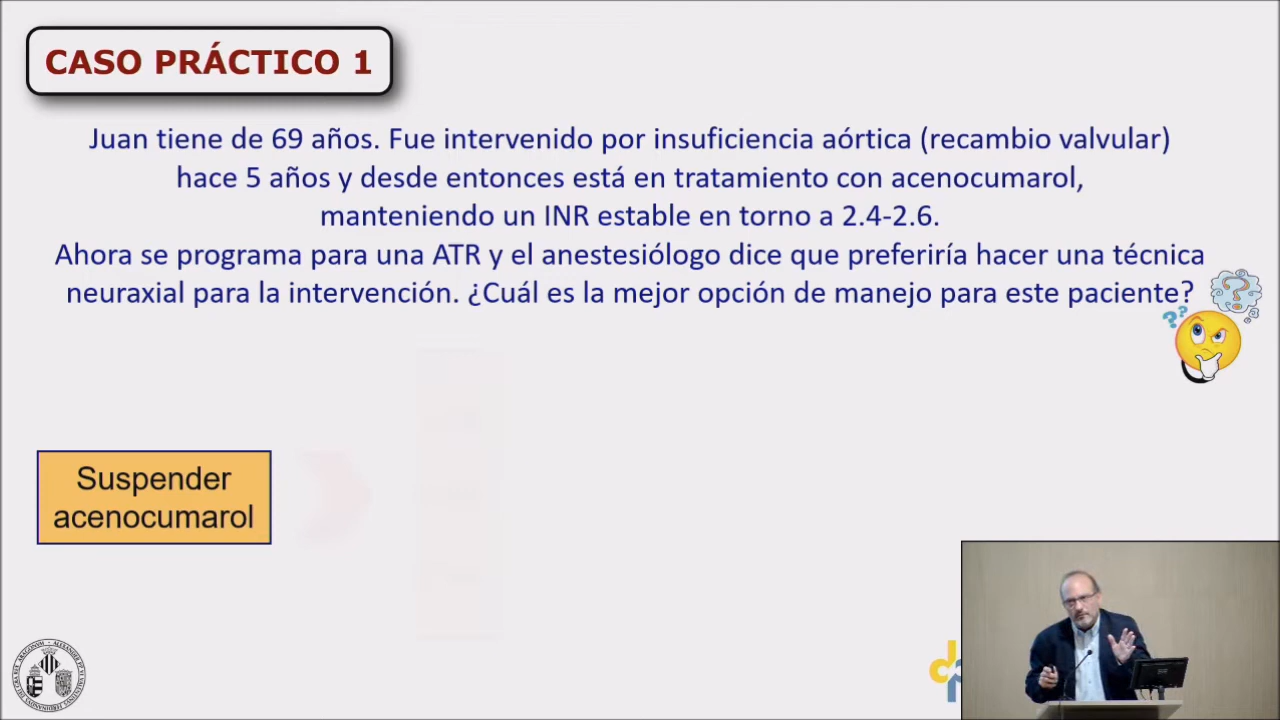 CASO PRÁCTICO 1
Juan tiene de 69 años. Fue intervenido por insuficiencia aórtica (recambio valvular)
hace 5 años y desde entonces está en tratamiento con acenocumarol,
manteniendo un INR estable en torno a 2.4-2.6.
Ahora se programa para una ATR y el anestesiólogo dice que preferiría hacer una técnica
neuraxial para la intervención. ¿Cuál es la mejor opción de manejo para este paciente?
Suspender
acenocumarol